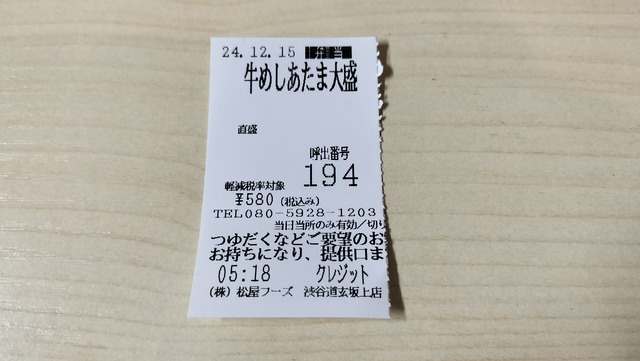 24.12.15 弁当
牛めしあたま大盛
直盛
呼出番号
194
軽減税率対象
¥580 (税込み)
TEL080-5928-1203
当日当所のみ有効/切り
つゆだくなどご要望のお
お持ちになり、提供口ま
05:18 クレジット
(株) 松屋フーズ 渋谷道玄坂上店